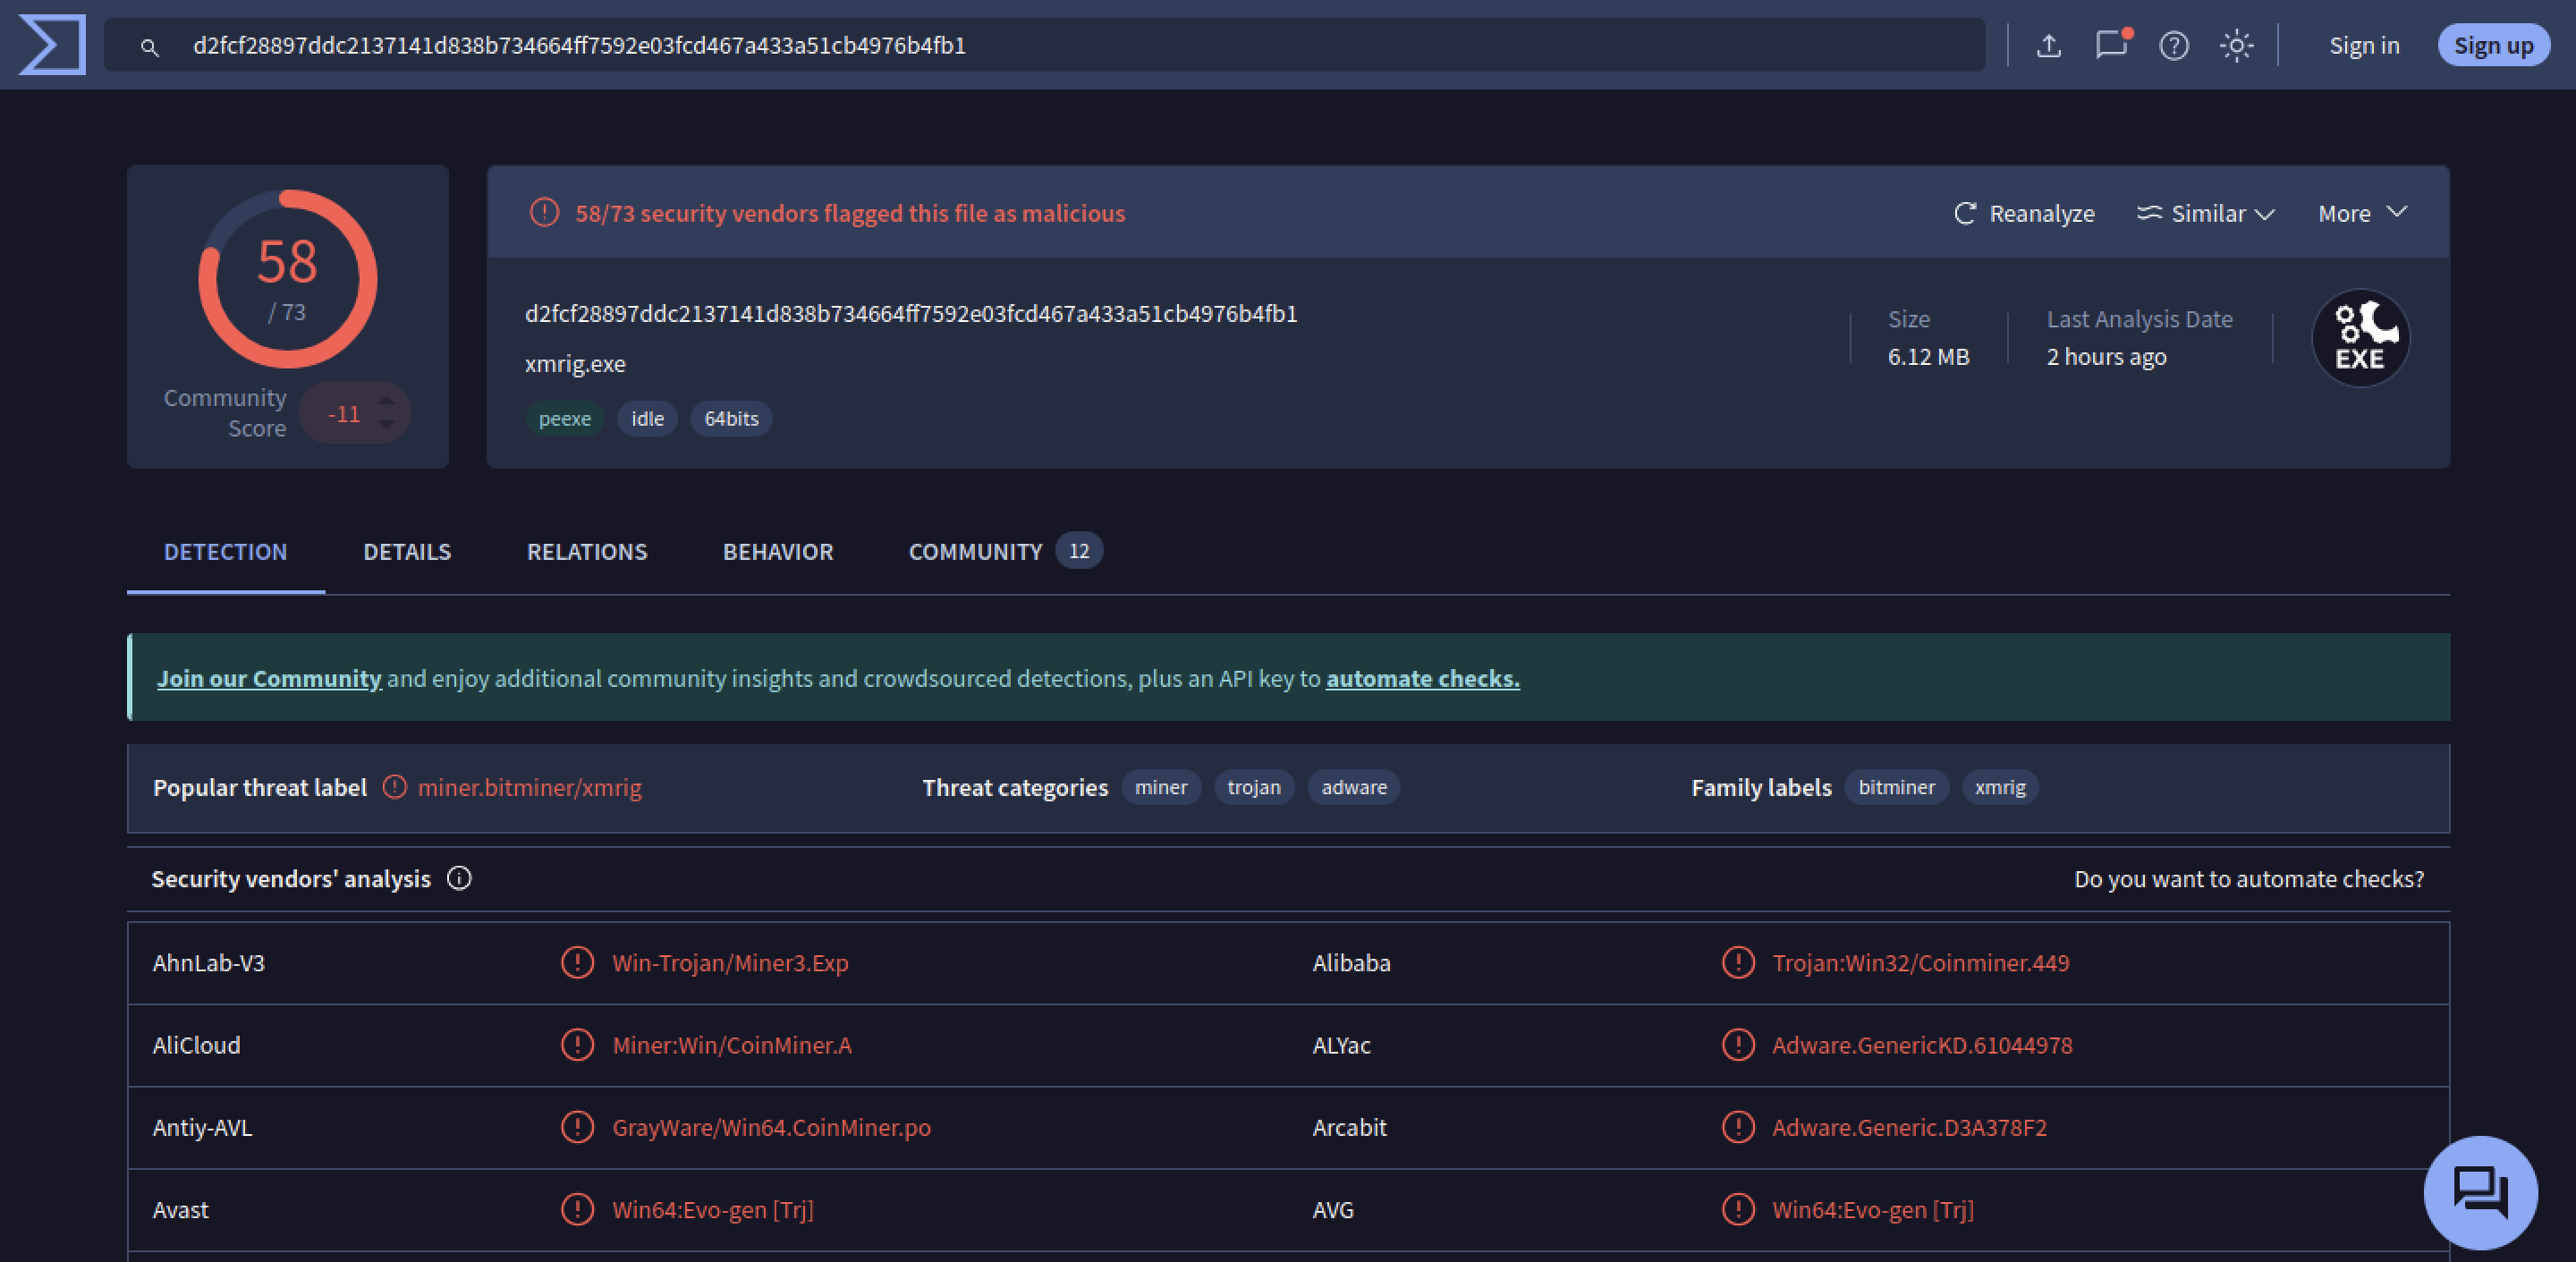 d2fcf28897ddc2137141d838b734664ff7592e03fcd467a433a51cb4976b4fb1
Sign in
Sign up
58
/ 73
Community
Score
-11
58/73 security vendors flagged this file as malicious
Reanalyze
Similar
More
d2fcf28897ddc2137141d838b734664ff7592e03fcd467a433a51cb4976b4fb1
xmrig.exe
peexe
idle
64bits
Size
6.12 MB
Last Analysis Date
2 hours ago
EXE
DETECTION
DETAILS
RELATIONS
BEHAVIOR
COMMUNITY
12
Join our Community and enjoy additional community insights and crowdsourced detections, plus an API key to automate checks.
Popular threat label
miner.bitminer/xmrig
Threat categories
miner
trojan
adware
Family labels
bitminer
xmrig
Security vendors' analysis
Do you want to automate checks?
AhnLab-V3
Win-Trojan/Miner3.Exp
Alibaba
Trojan:Win32/Coinminer.449
AliCloud
Miner:Win/CoinMiner.A
ALYac
Adware.GenericKD.61044978
Antiy-AVL
GrayWare/Win64.CoinMiner.po
Arcabit
Adware.Generic.D3A378F2
Avast
Win64:Evo-gen [Trj]
AVG
Win64:Evo-gen [Trj]